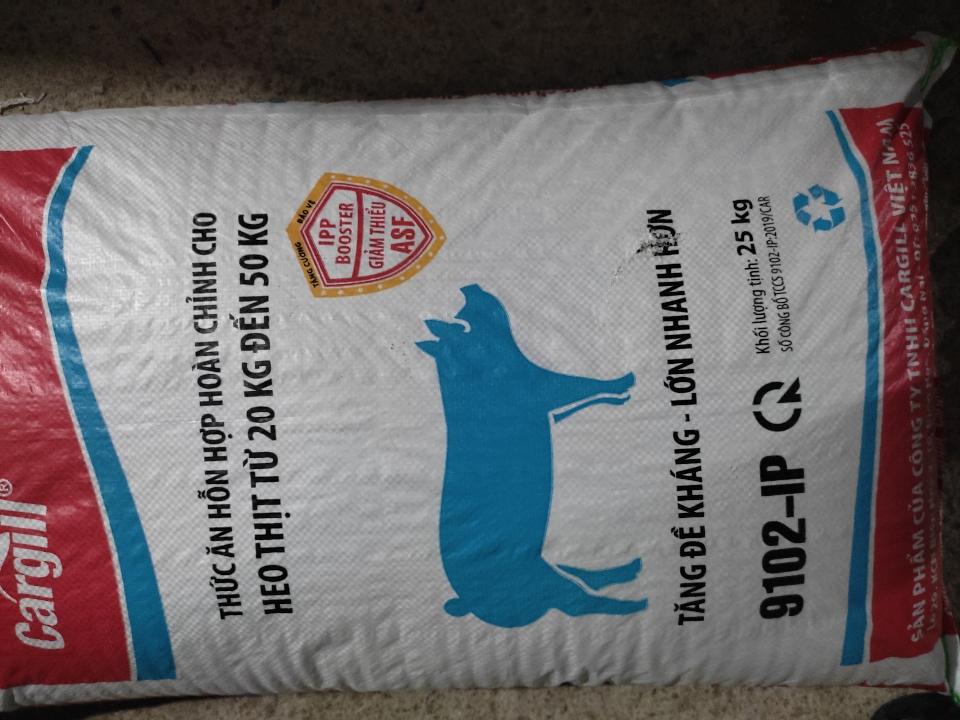 Cargill®
THỨC ĂN HỖN HỢP HOÀN CHỈNH CHO
HEO THỊT TỪ 20 KG ĐẾN 50 KG
TĂNG CƯỜNG BẢO VỆ
IPP
BOOSTER
GIẢM THIỂU
ASF
TĂNG ĐỀ KHÁNG - LỚN NHANH HƠN
9102-IP
Khối lượng tịnh: 25 kg
SỐ CÔNG BỐ TCCS 9102-IP:2019/CAR
SẢN PHẨM CỦA CÔNG TY TNHH CARGILL VIỆT NAM